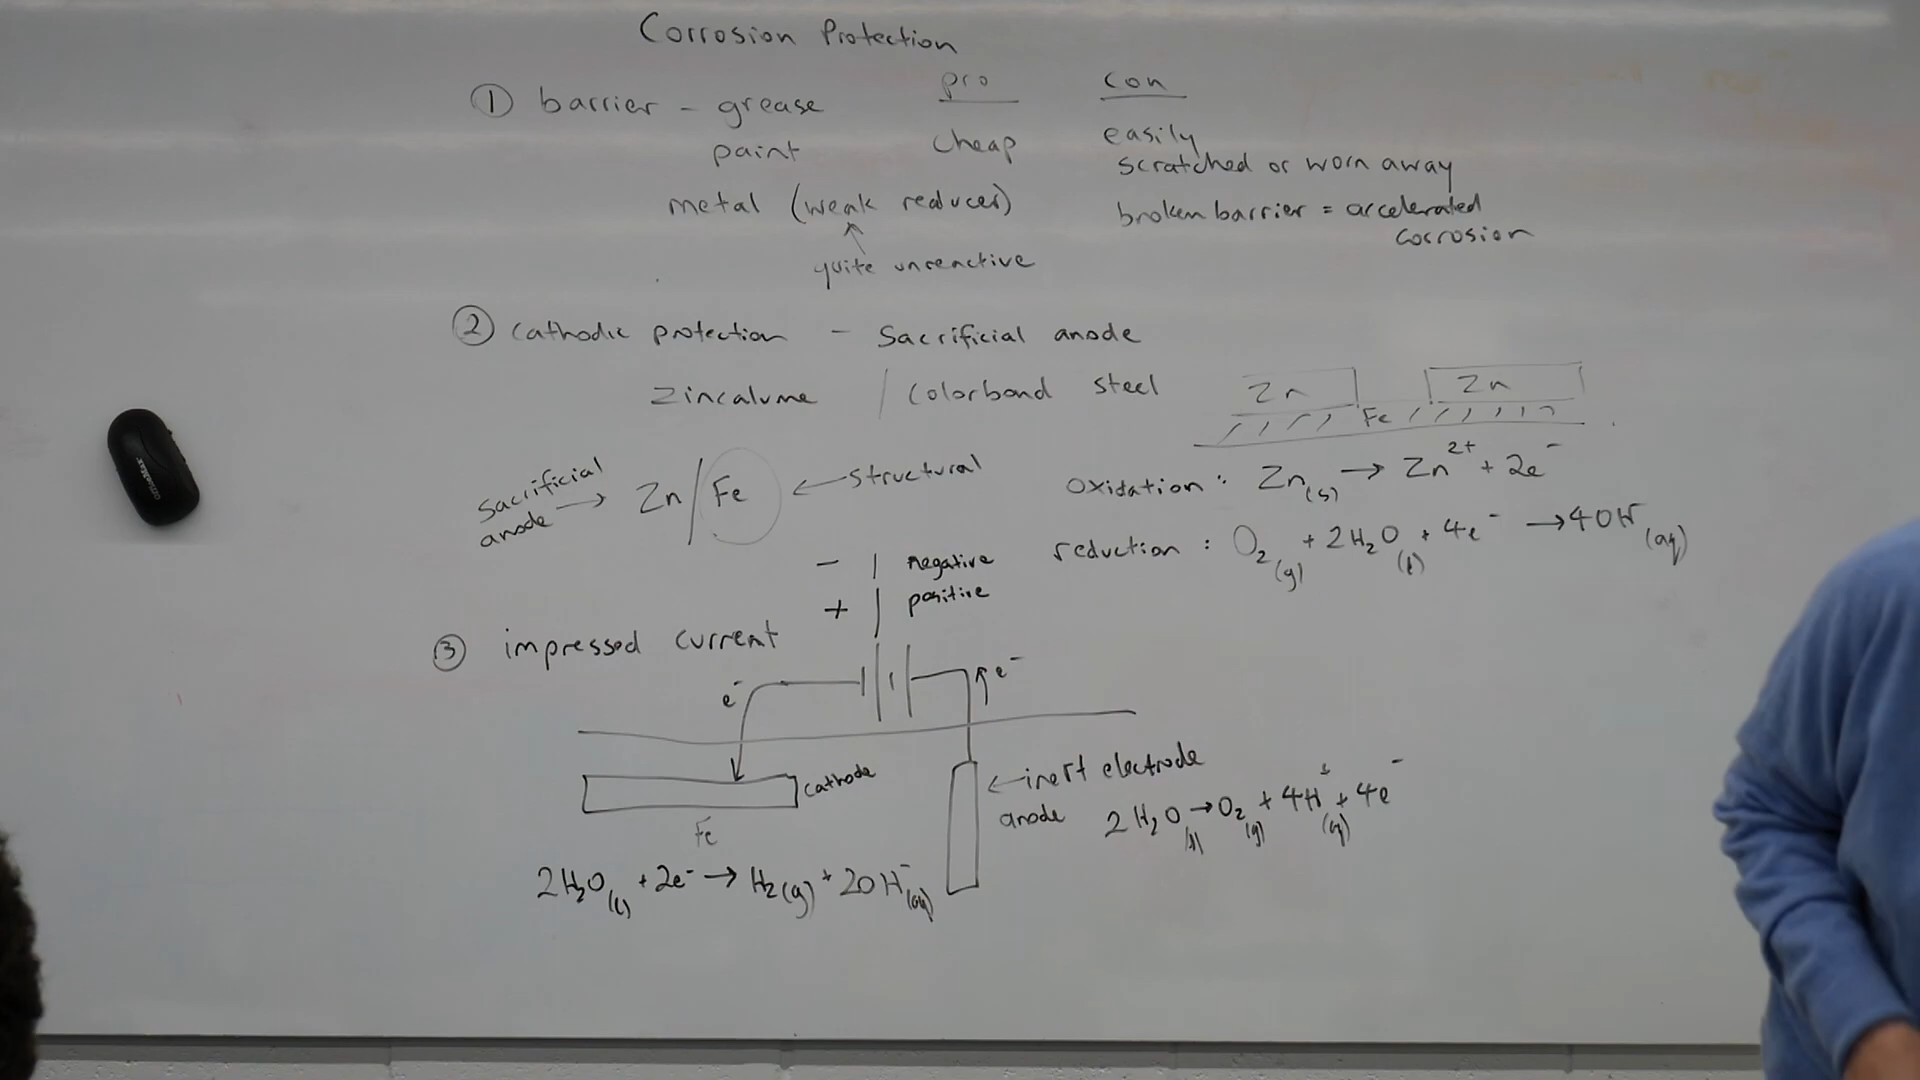 Corrosion Protection
pro con
① barrier - grease
paint cheap easily
scratched or worn away
metal (weak reducer) broken barrier = accelerated
corrosion
quite unreactive
② cathodic protection - Sacrificial anode
Zincalume / Colorbond steel Zn Zn
Fe
Sacrificial
anode → Zn/Fe ← structural
oxidation: Zn(s) → Zn²⁺ + 2e⁻
reduction: O₂(g) + 2H₂O(l) + 4e⁻ → 4OH⁻(aq)
- | negative
+ | positive
③ impressed current
e⁻ e⁻
cathode
Fe
← inert electrode
anode 2H₂O(l) → O₂(g) + 4H⁺(aq) + 4e⁻
2H₂O(l) + 2e⁻ → H₂(g) + 2OH⁻(aq)
OfficeMax